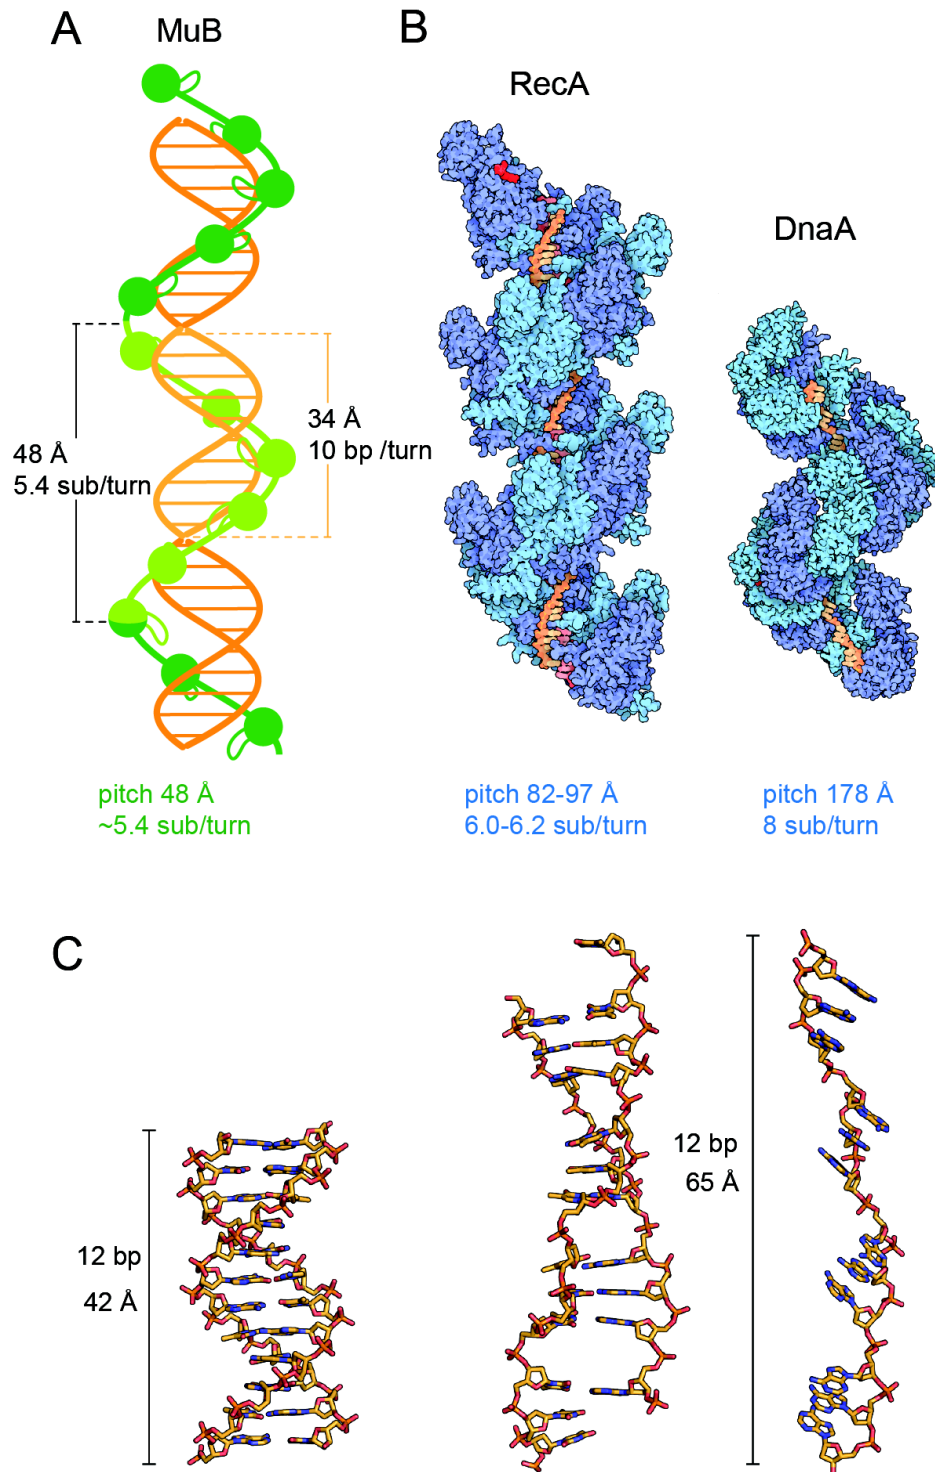 A
MuB
B
RecA
DnaA
48 Å
5.4 sub/turn
34 Å
10 bp /turn
pitch 48 Å
~5.4 sub/turn
pitch 82-97 Å
6.0-6.2 sub/turn
pitch 178 Å
8 sub/turn
C
12 bp
42 Å
12 bp
65 Å